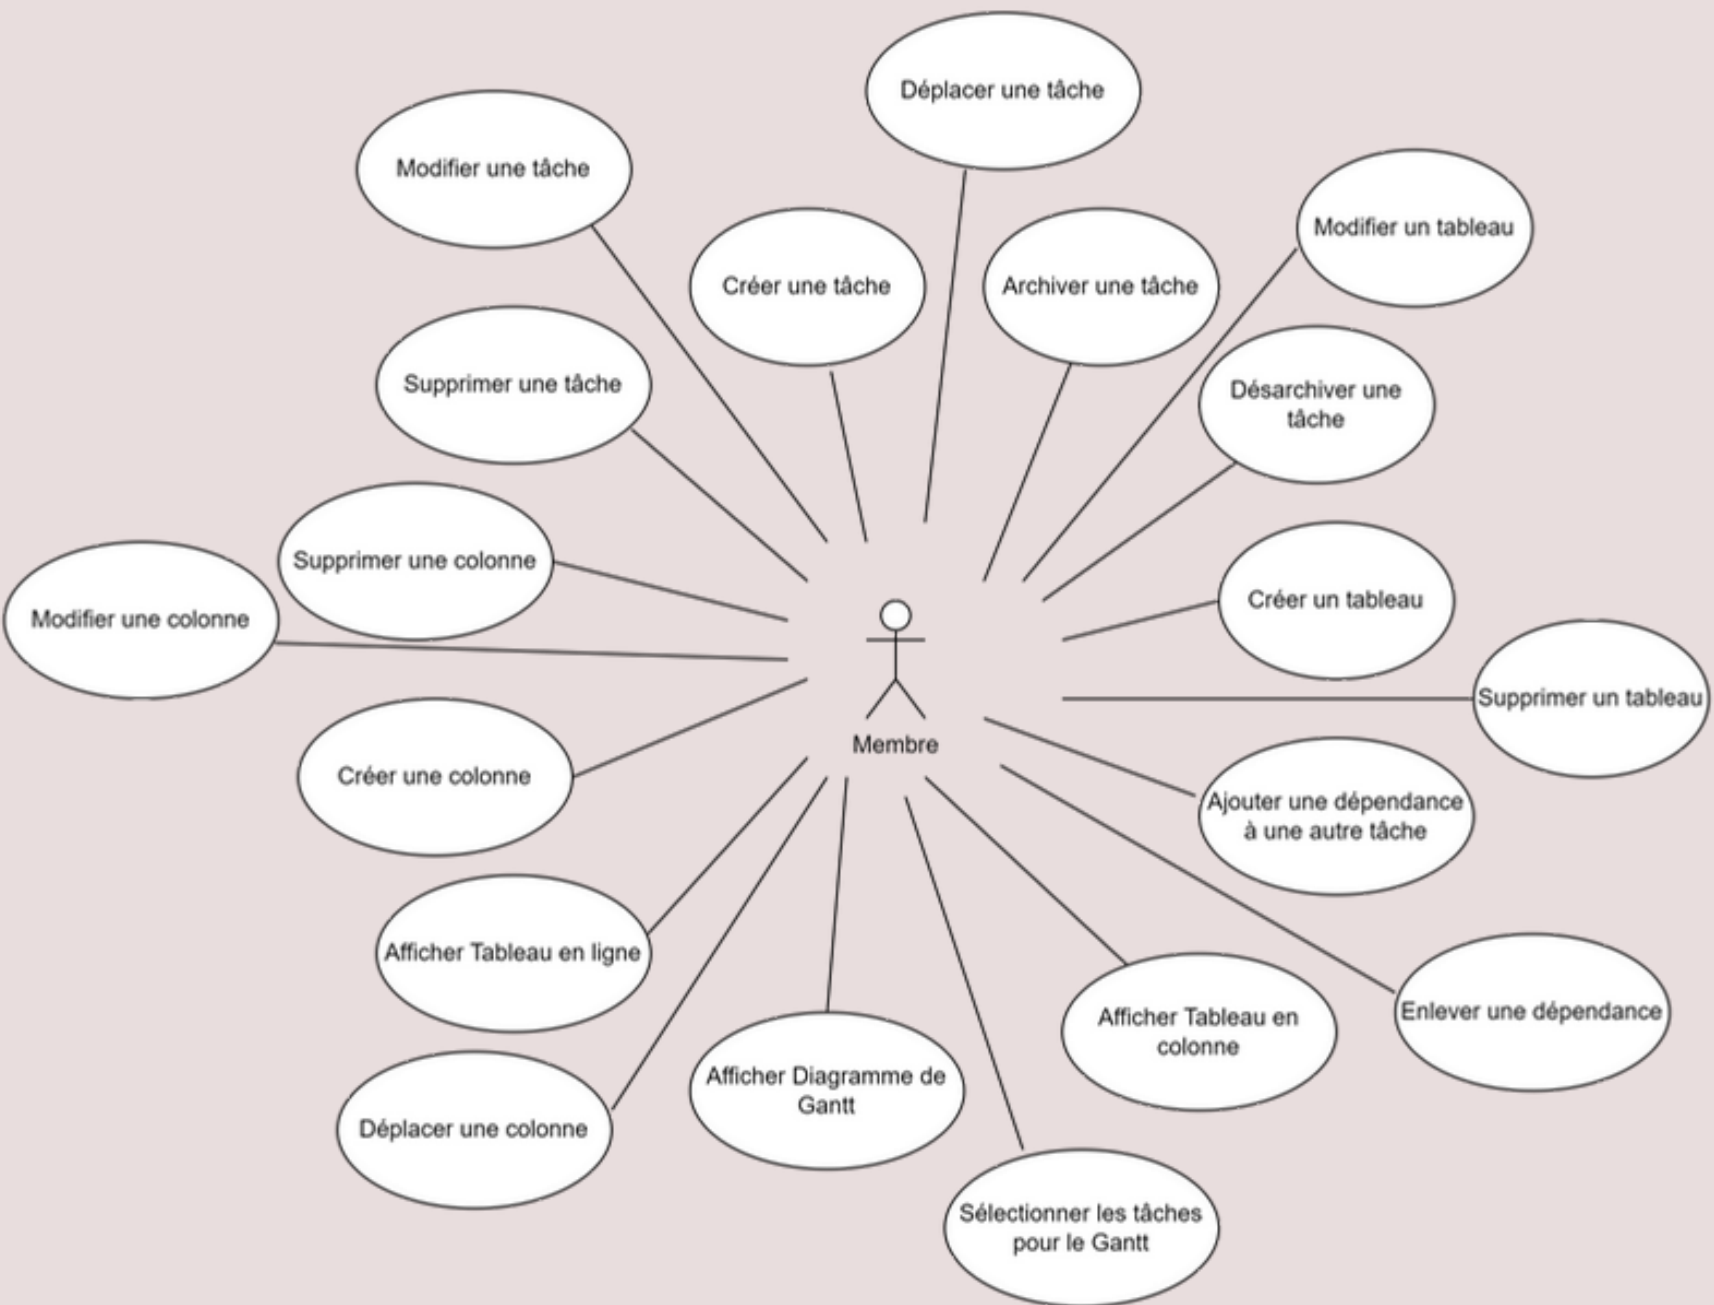 Déplacer une tâche
Modifier une tâche
Modifier un tableau
Créer une tâche
Archiver une tâche
Supprimer une tâche
Désarchiver une
tâche
Supprimer une colonne
Créer un tableau
Modifier une colonne
Supprimer un tableau
Membre
Créer une colonne
Ajouter une dépendance
à une autre tâche
Afficher Tableau en ligne
Enlever une dépendance
Afficher Tableau en
colonne
Afficher Diagramme de
Gantt
Déplacer une colonne
Sélectionner les tâches
pour le Gantt